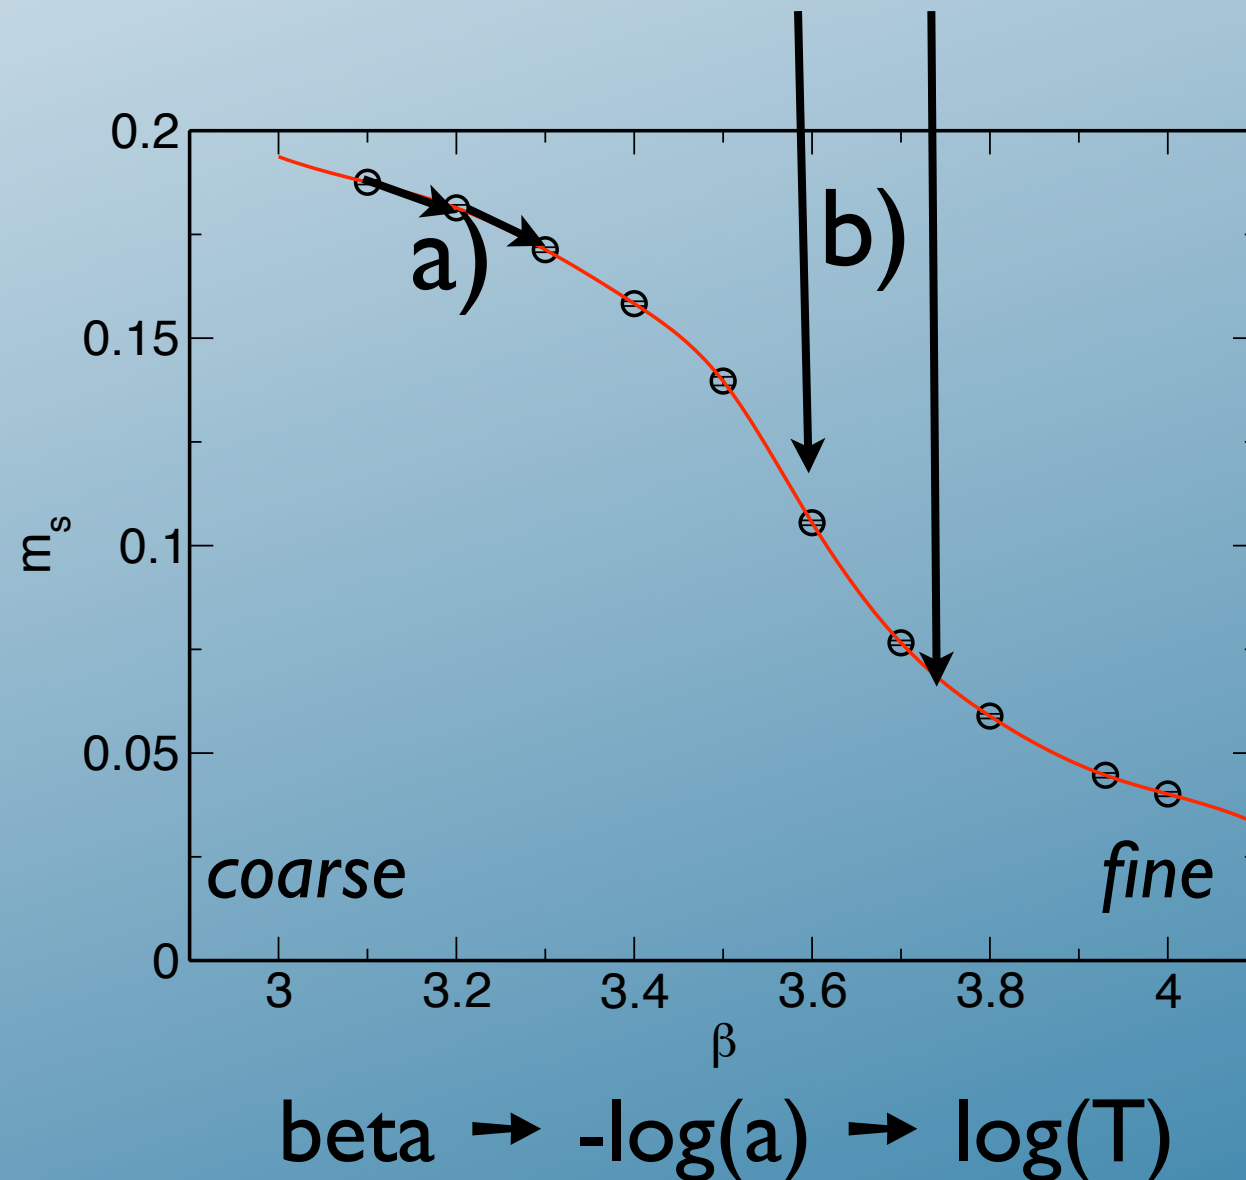 0.2
b)
a)
0.15
m_s
0.1
0.05
coarse
fine
0
3 3.2 3.4 3.6 3.8 4
β
beta → -log(a) → log(T)